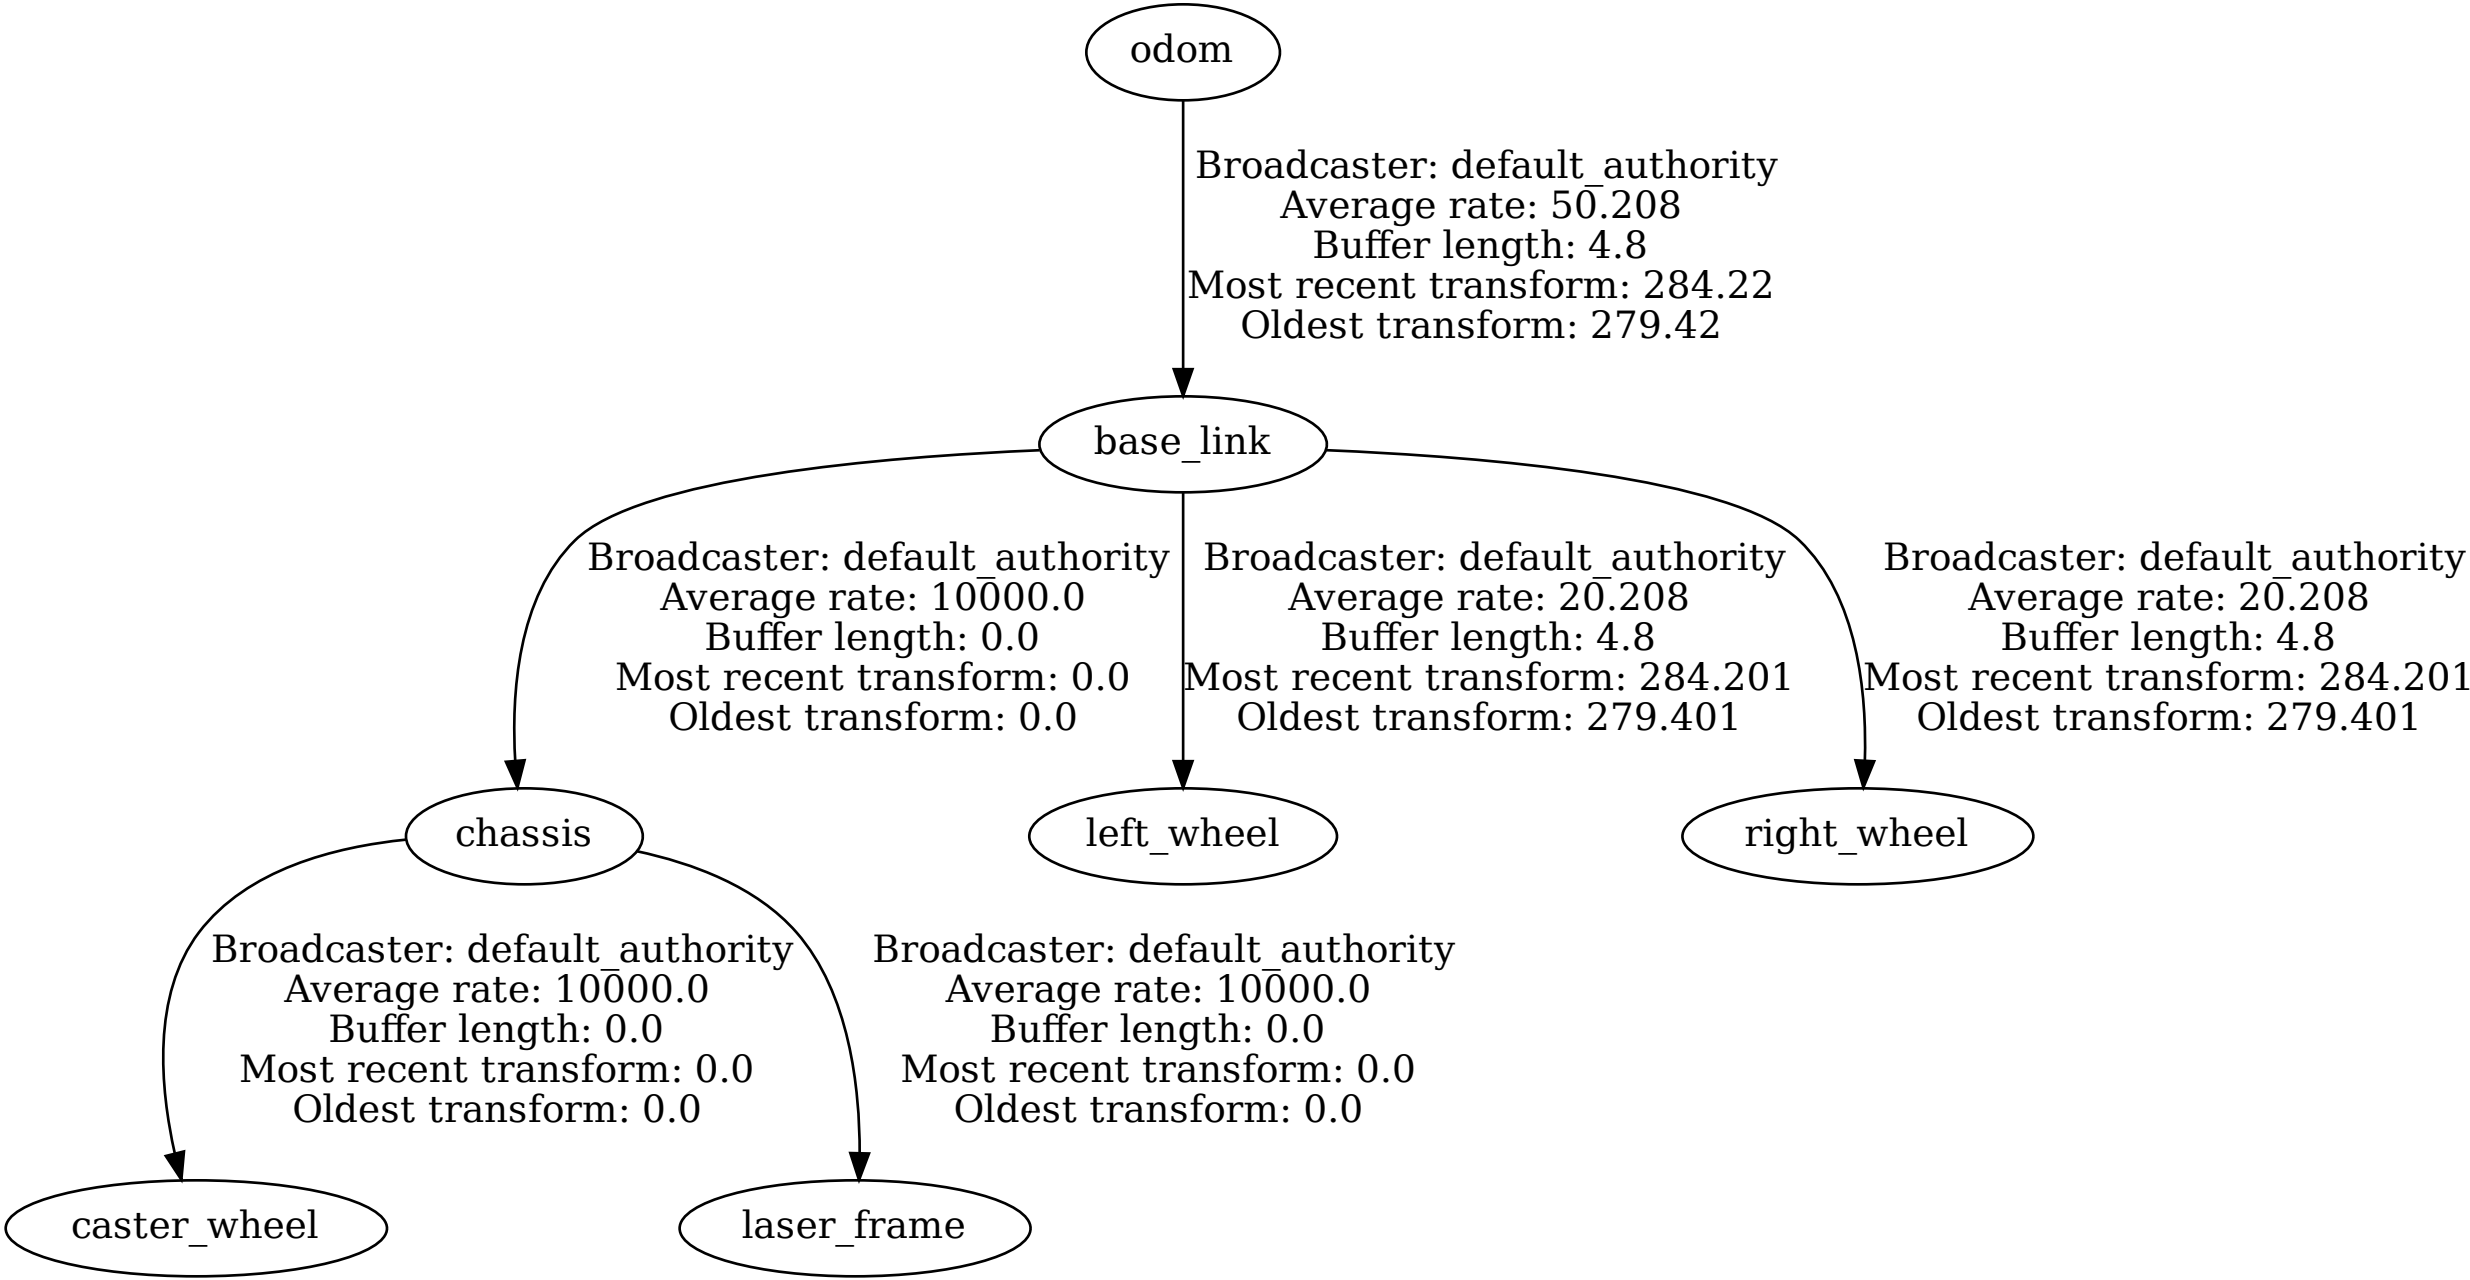 odom
Broadcaster: default_authority
Average rate: 50.208
Buffer length: 4.8
Most recent transform: 284.22
Oldest transform: 279.42
base_link
Broadcaster: default_authority
Average rate: 10000.0
Buffer length: 0.0
Most recent transform: 0.0
Oldest transform: 0.0
Broadcaster: default_authority
Average rate: 20.208
Buffer length: 4.8
Most recent transform: 284.201
Oldest transform: 279.401
Broadcaster: default_authority
Average rate: 20.208
Buffer length: 4.8
Most recent transform: 284.201
Oldest transform: 279.401
chassis
left_wheel
right_wheel
Broadcaster: default_authority
Average rate: 10000.0
Buffer length: 0.0
Most recent transform: 0.0
Oldest transform: 0.0
Broadcaster: default_authority
Average rate: 10000.0
Buffer length: 0.0
Most recent transform: 0.0
Oldest transform: 0.0
caster_wheel
laser_frame